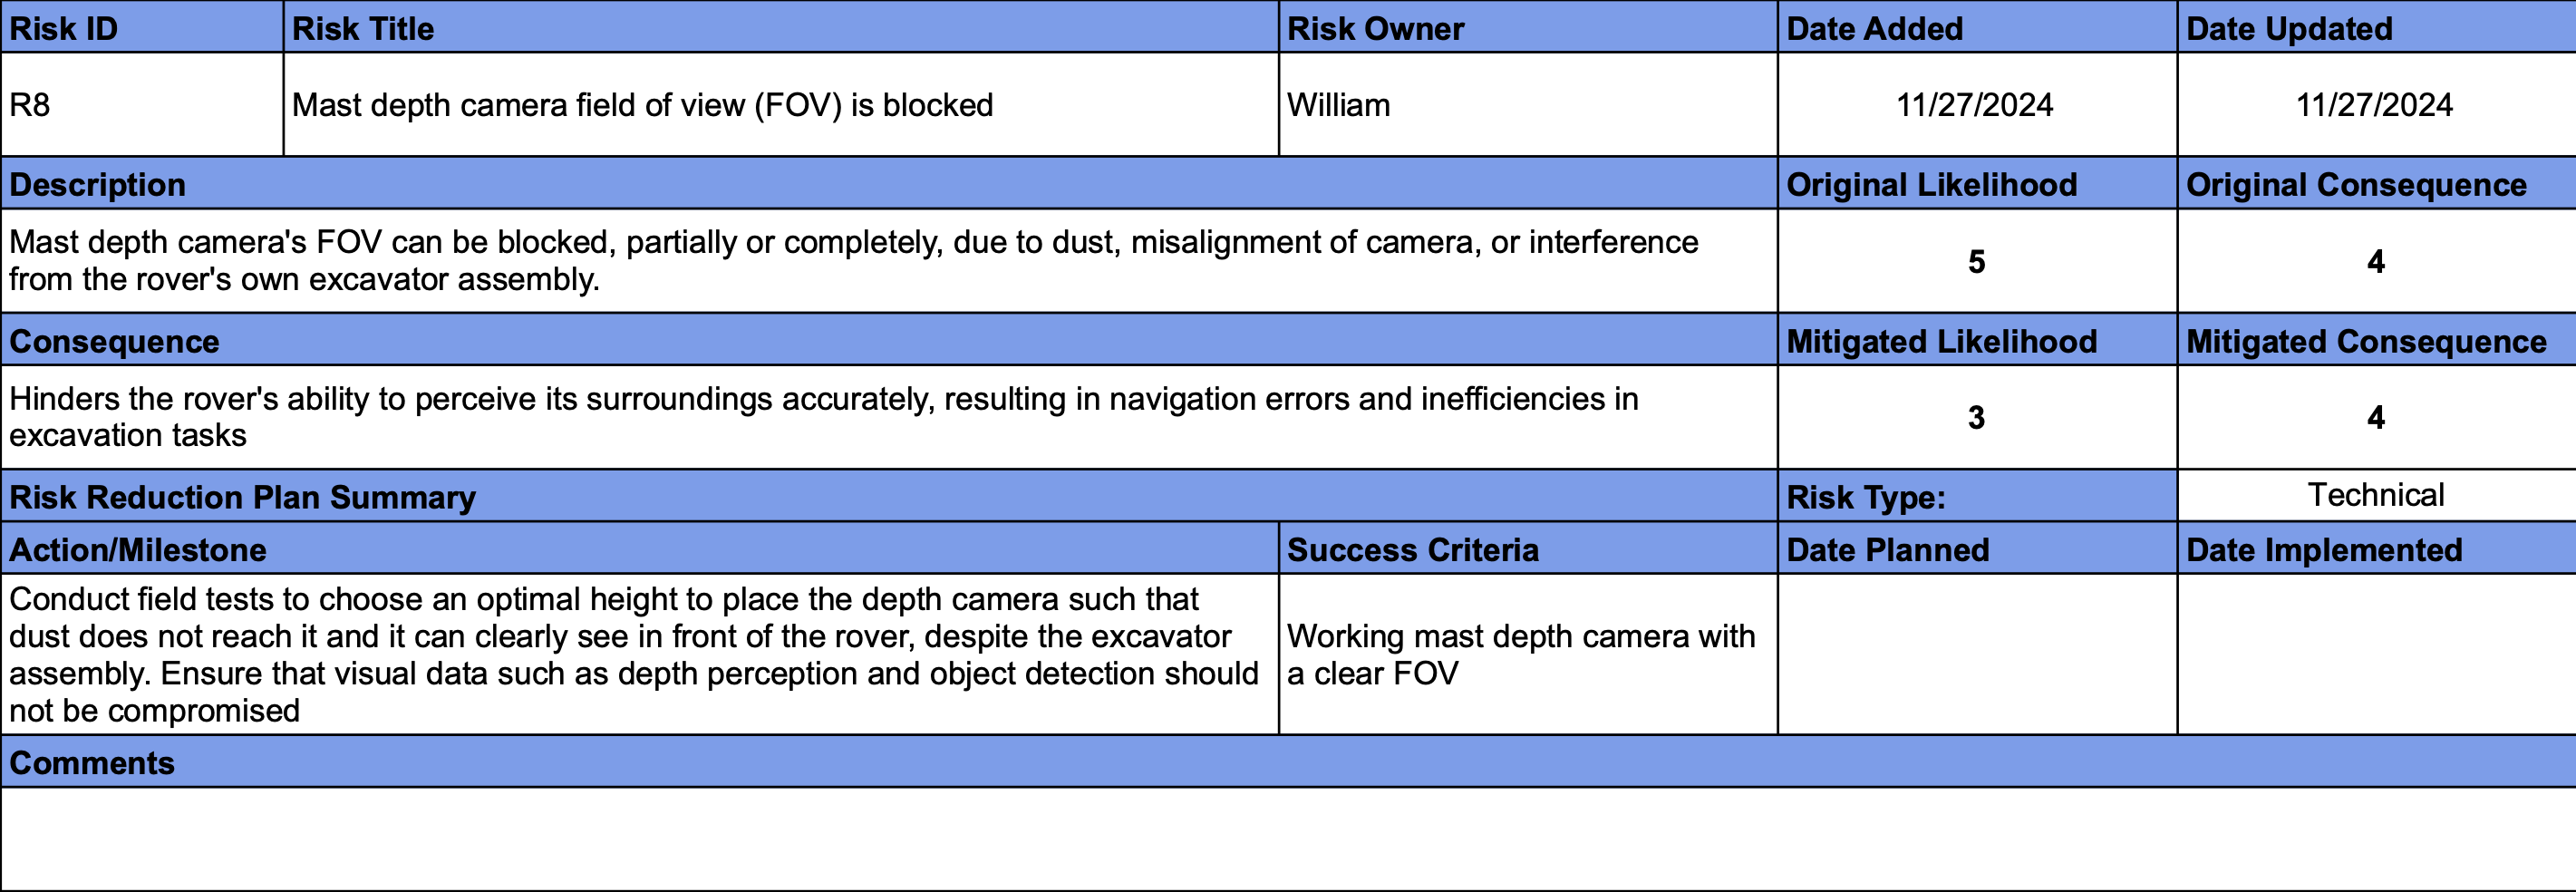 Risk ID Risk Title Risk Owner Date Added Date Updated
R8 Mast depth camera field of view (FOV) is blocked William 11/27/2024 11/27/2024
Description Original Likelihood Original Consequence
Mast depth camera's FOV can be blocked, partially or completely, due to dust, misalignment of camera, or interference
from the rover's own excavator assembly.
5 4
Consequence Mitigated Likelihood Mitigated Consequence
Hinders the rover's ability to perceive its surroundings accurately, resulting in navigation errors and inefficiencies in
excavation tasks
3 4
Risk Reduction Plan Summary Risk Type: Technical
Action/Milestone Success Criteria Date Planned Date Implemented
Conduct field tests to choose an optimal height to place the depth camera such that
dust does not reach it and it can clearly see in front of the rover, despite the excavator
assembly. Ensure that visual data such as depth perception and object detection should
not be compromised
Working mast depth camera with
a clear FOV
Comments